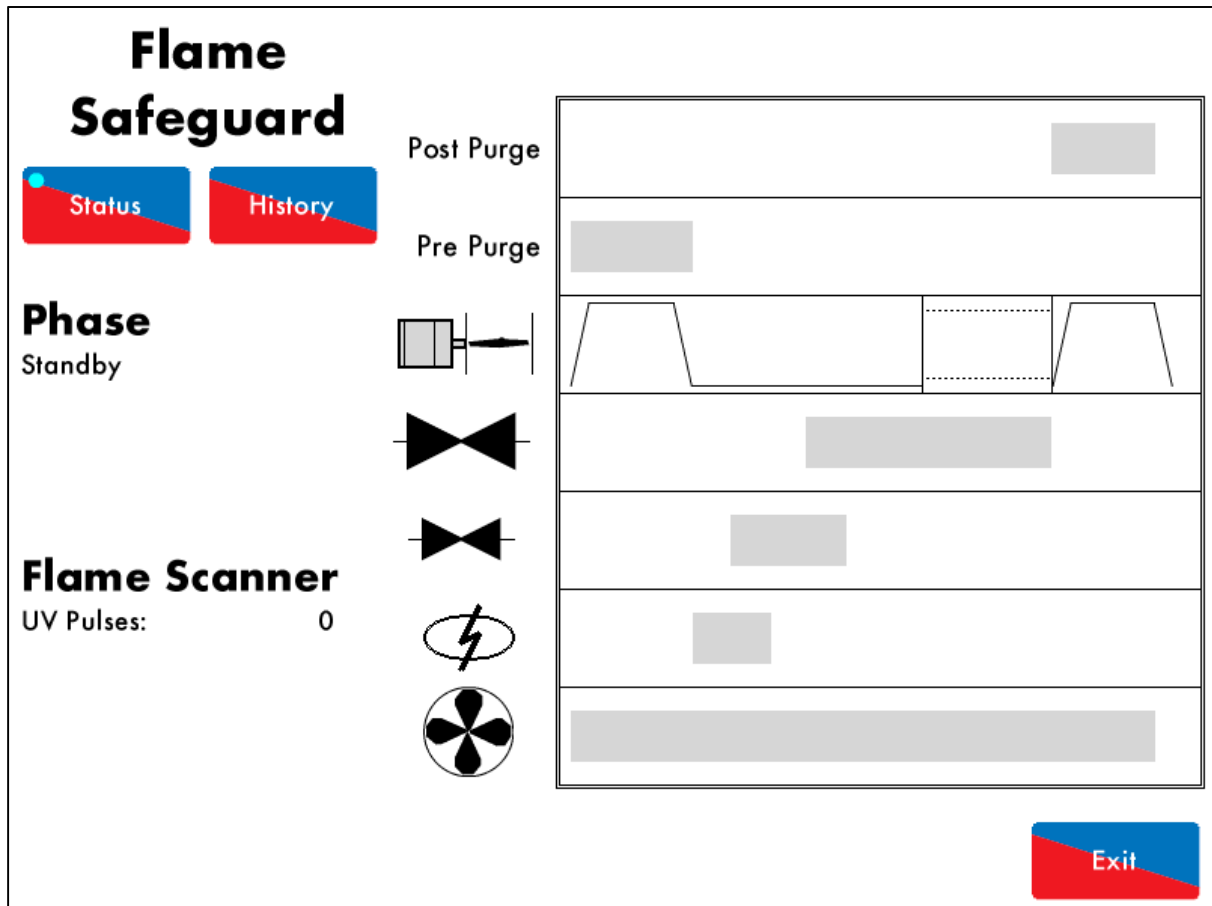 Flame
Safeguard
Status
History
Post Purge
Pre Purge
Phase
Standby
Flame Scanner
UV Pulses: 0
Exit